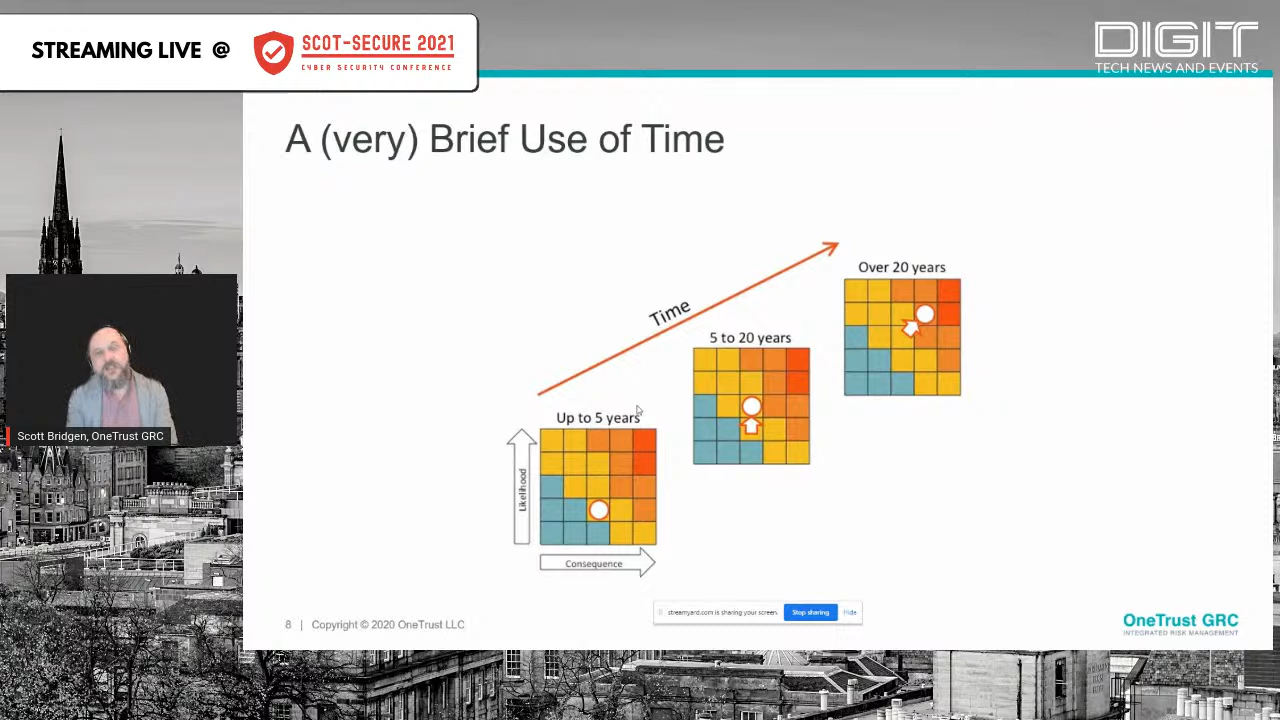 STREAMING LIVE @
SCOT-SECURE 2021
CYBER SECURITY CONFERENCE
DIGIT
TECH NEWS AND EVENTS
A (very) Brief Use of Time
Time
Over 20 years
5 to 20 years
Up to 5 years
Likelihood
Consequence
Scott Bridgen, OneTrust GRC
streamyard.com is sharing your screen.
Stop sharing
Hide
8 | Copyright © 2020 OneTrust LLC
OneTrust GRC
INTEGRATED RISK MANAGEMENT